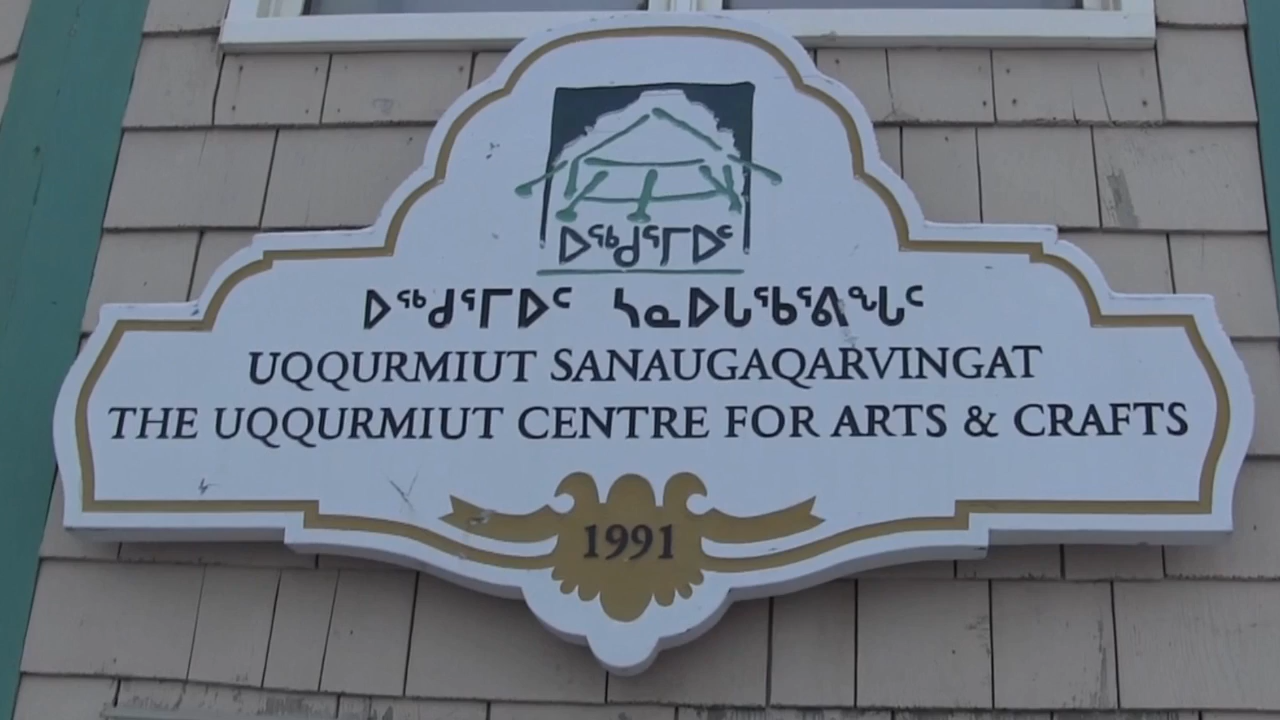 ᐅᖅᑯᕐᒥᐅᑦ
ᐅᖅᑯᕐᒥᐅᑦ ᓴᓇᐅᒐᖃᕐᕕᖓᑦ
UQQURMIUT SANAUGAQARVINGAT
THE UQQURMIUT CENTRE FOR ARTS & CRAFTS
1991